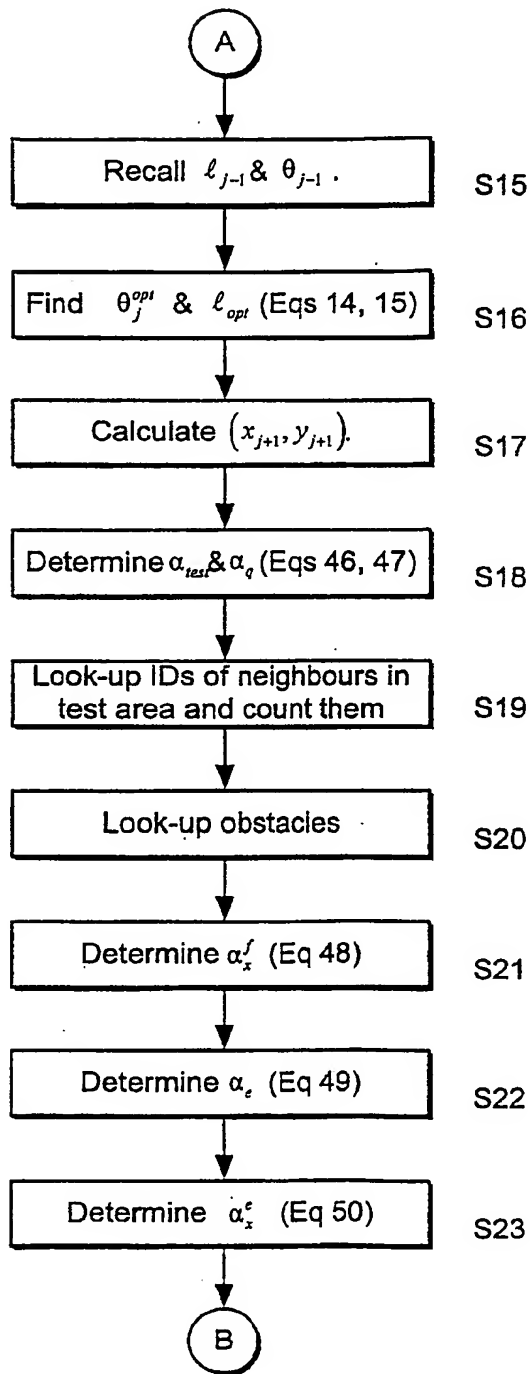 A
Recall ℓ_{j-1} & θ_{j-1} .
S15
Find θ_j^{opt} & ℓ_{opt} (Eqs 14, 15)
S16
Calculate (x_{j+1}, y_{j+1}).
S17
Determine α_{test} & α_q (Eqs 46, 47)
S18
Look-up IDs of neighbours in
test area and count them
S19
Look-up obstacies
S20
Determine α_x^f (Eq 48)
S21
Determine α_e (Eq 49)
S22
Determine α_x^e (Eq 50)
S23
B